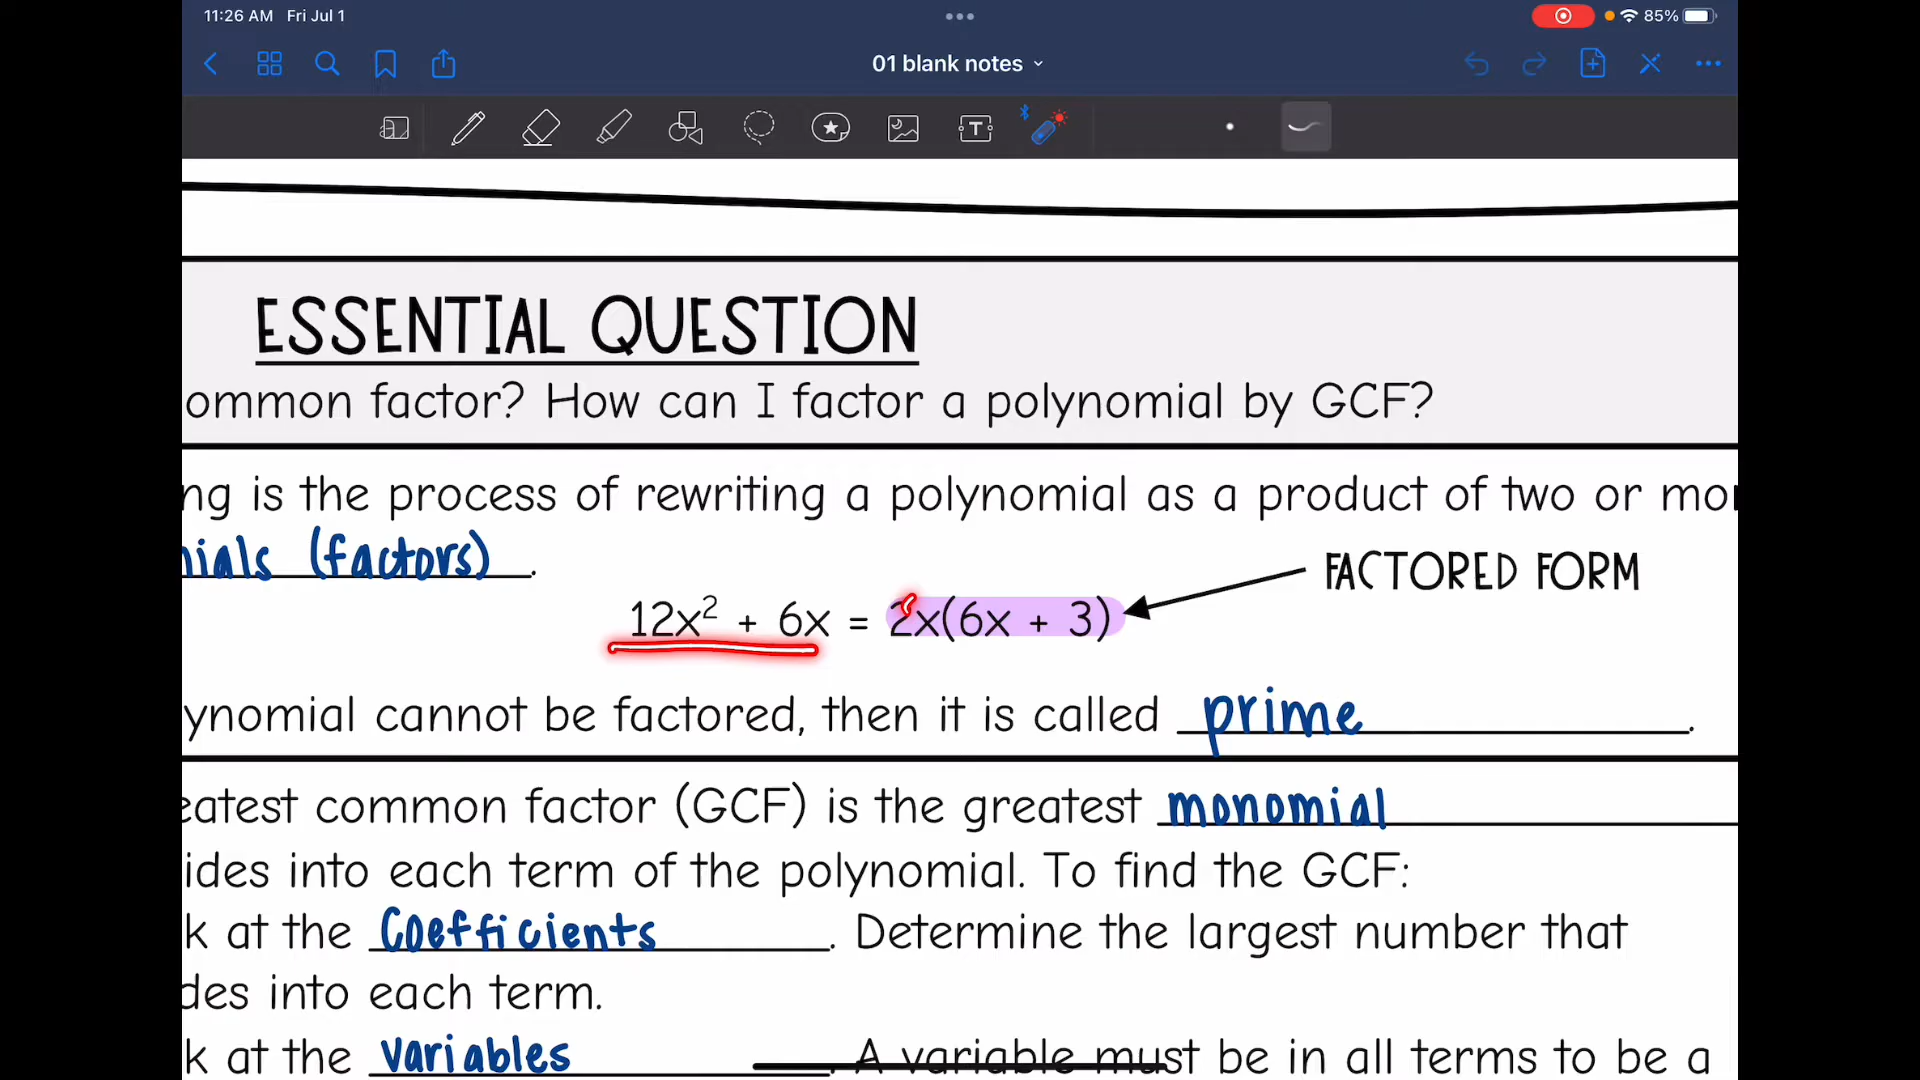 11:26 AM Fri Jul 1
85%
01 blank notes
T
ESSENTIAL QUESTION
ommon factor? How can I factor a polynomial by GCF?
ng is the process of rewriting a polynomial as a product of two or mor
nials (factors).
FACTORED FORM
12x² + 6x = 2x(6x + 3)
ynomial cannot be factored, then it is called prime.
eatest common factor (GCF) is the greatest monomial
ides into each term of the polynomial. To find the GCF:
k at the Coefficients. Determine the largest number that
des into each term.
k at the variables. A variable must be in all terms to be a